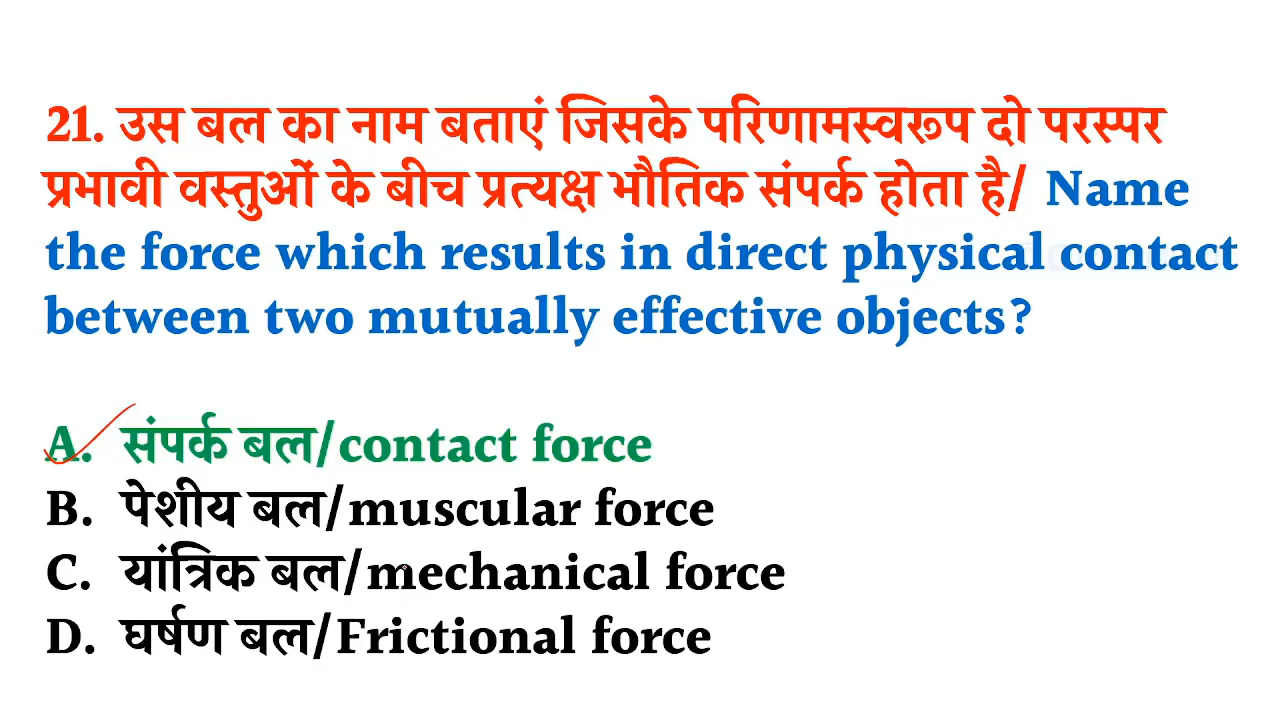 21. उस बल का नाम बताएं जिसके परिणामस्वरूप दो परस्पर
प्रभावी वस्तुओं के बीच प्रत्यक्ष भौतिक संपर्क होता है/ Name
the force which results in direct physical contact
between two mutually effective objects?
A. संपर्क बल/contact force
B. पेशीय बल/muscular force
C. यांत्रिक बल/mechanical force
D. घर्षण बल/Frictional force